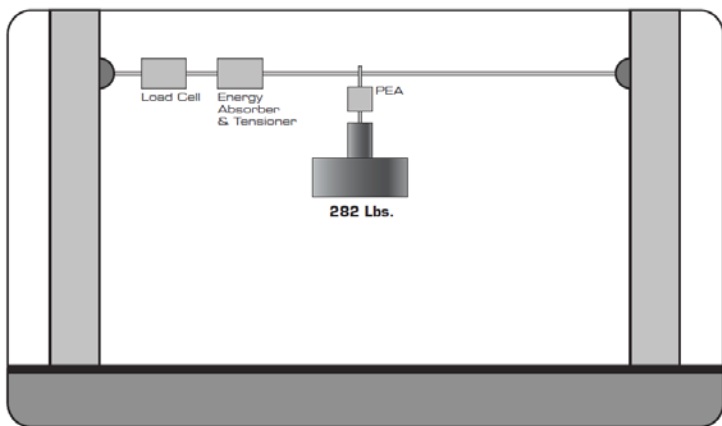 Load Cell
Energy
Absorber
& Tensioner
PEA
282 Lbs.